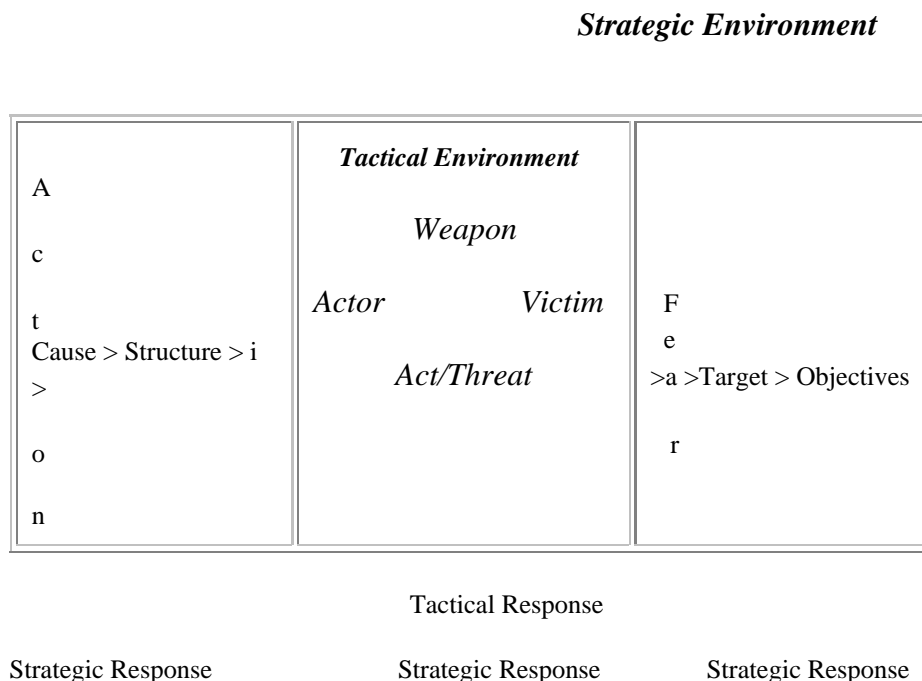 Strategic Environment
A
c
t
Cause > Structure > i
>
o
n
Tactical Environment
Weapon
Actor Victim
Act/Threat
F
e
>a >Target > Objectives
r
Tactical Response
Strategic Response Strategic Response Strategic Response